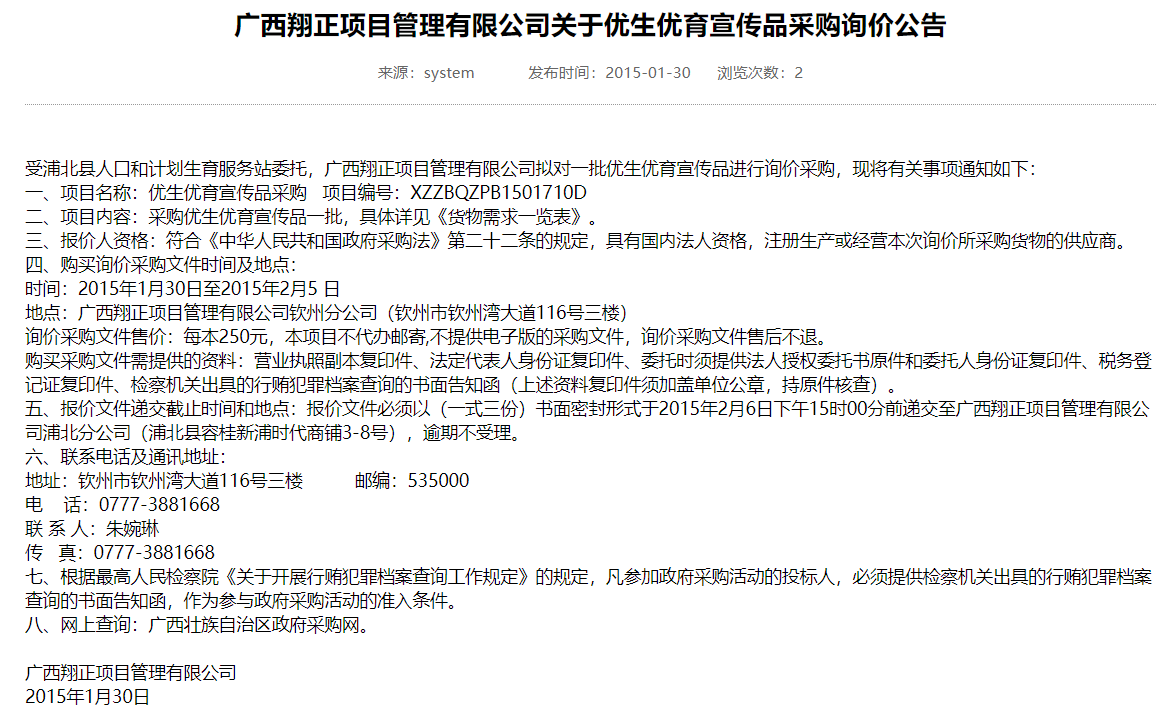 广西翔正项目管理有限公司关于优生优育宣传品采购询价公告
来源：system 发布时间：2015-01-30 浏览次数：2
受浦北县人口和计划生育服务站委托，广西翔正项目管理有限公司拟对一批优生优育宣传品进行询价采购，现将有关事项通知如下：
一、项目名称：优生优育宣传品采购 项目编号：XZZBQZPB1501710D
二、项目内容：采购优生优育宣传品一批，具体详见《货物需求一览表》。
三、报价人资格：符合《中华人民共和国政府采购法》第二十二条的规定，具有国内法人资格，注册生产或经营本次询价所采购货物的供应商。
四、购买询价采购文件时间及地点：
时间：2015年1月30日至2015年2月5 日
地点：广西翔正项目管理有限公司钦州分公司（钦州市钦州湾大道116号三楼）
询价采购文件售价：每本250元，本项目不代办邮寄,不提供电子版的采购文件，询价采购文件售后不退。
购买采购文件需提供的资料：营业执照副本复印件、法定代表人身份证复印件、委托时须提供法人授权委托书原件和委托人身份证复印件、税务登
记证复印件、检察机关出具的行贿犯罪档案查询的书面告知函（上述资料复印件须加盖单位公章，持原件核查）。
五、报价文件递交截止时间和地点：报价文件必须以（一式三份）书面密封形式于2015年2月6日下午15时00分前递交至广西翔正项目管理有限公
司浦北分公司（浦北县容桂新浦时代商铺3-8号），逾期不受理。
六、联系电话及通讯地址：
地址：钦州市钦州湾大道116号三楼 邮编：535000
电 话：0777-3881668
联 系 人：朱婉琳
传 真：0777-3881668
七、根据最高人民检察院《关于开展行贿犯罪档案查询工作规定》的规定，凡参加政府采购活动的投标人，必须提供检察机关出具的行贿犯罪档案
查询的书面告知函，作为参与政府采购活动的准入条件。
八、网上查询：广西壮族自治区政府采购网。
广西翔正项目管理有限公司
2015年1月30日